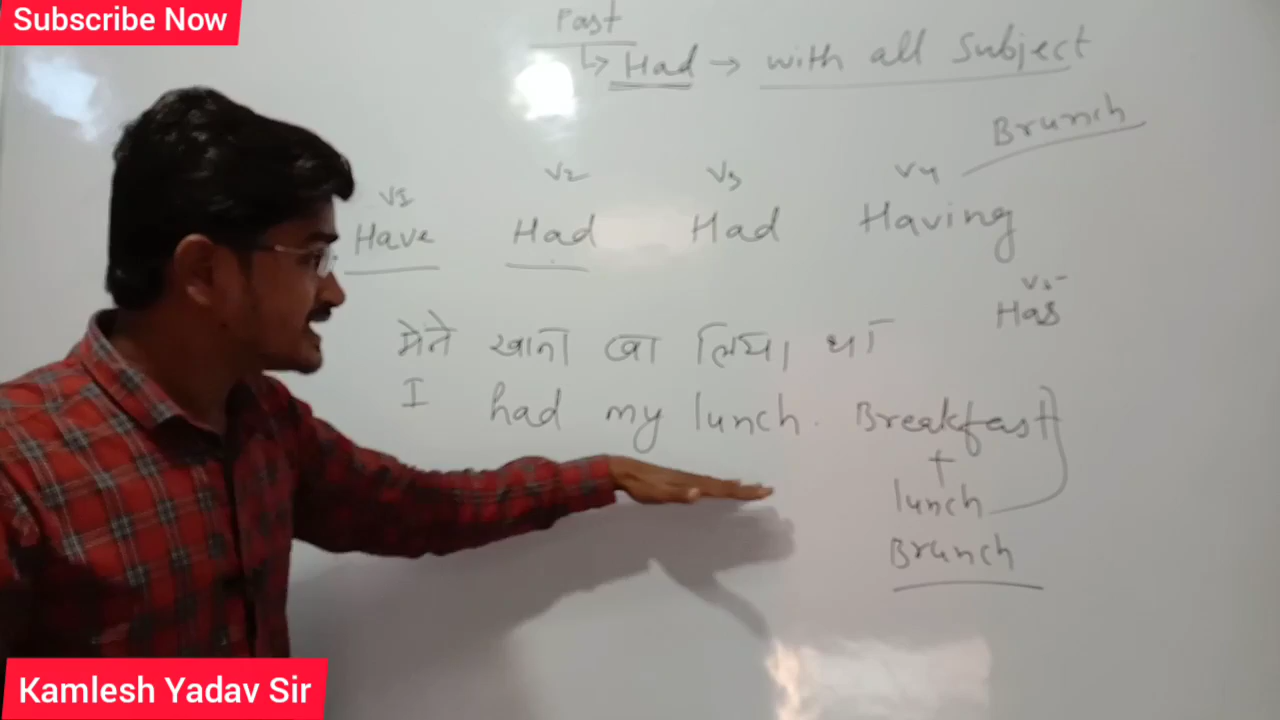 Subscribe Now
Past
↳ Had → with all Subject
Brunch
V1 V2 V3 V4
Have Had Had Having
V5
Has
मेने खाना खा लिया था
I had my lunch. Breakfast
+
lunch
Brunch
Kamlesh Yadav Sir